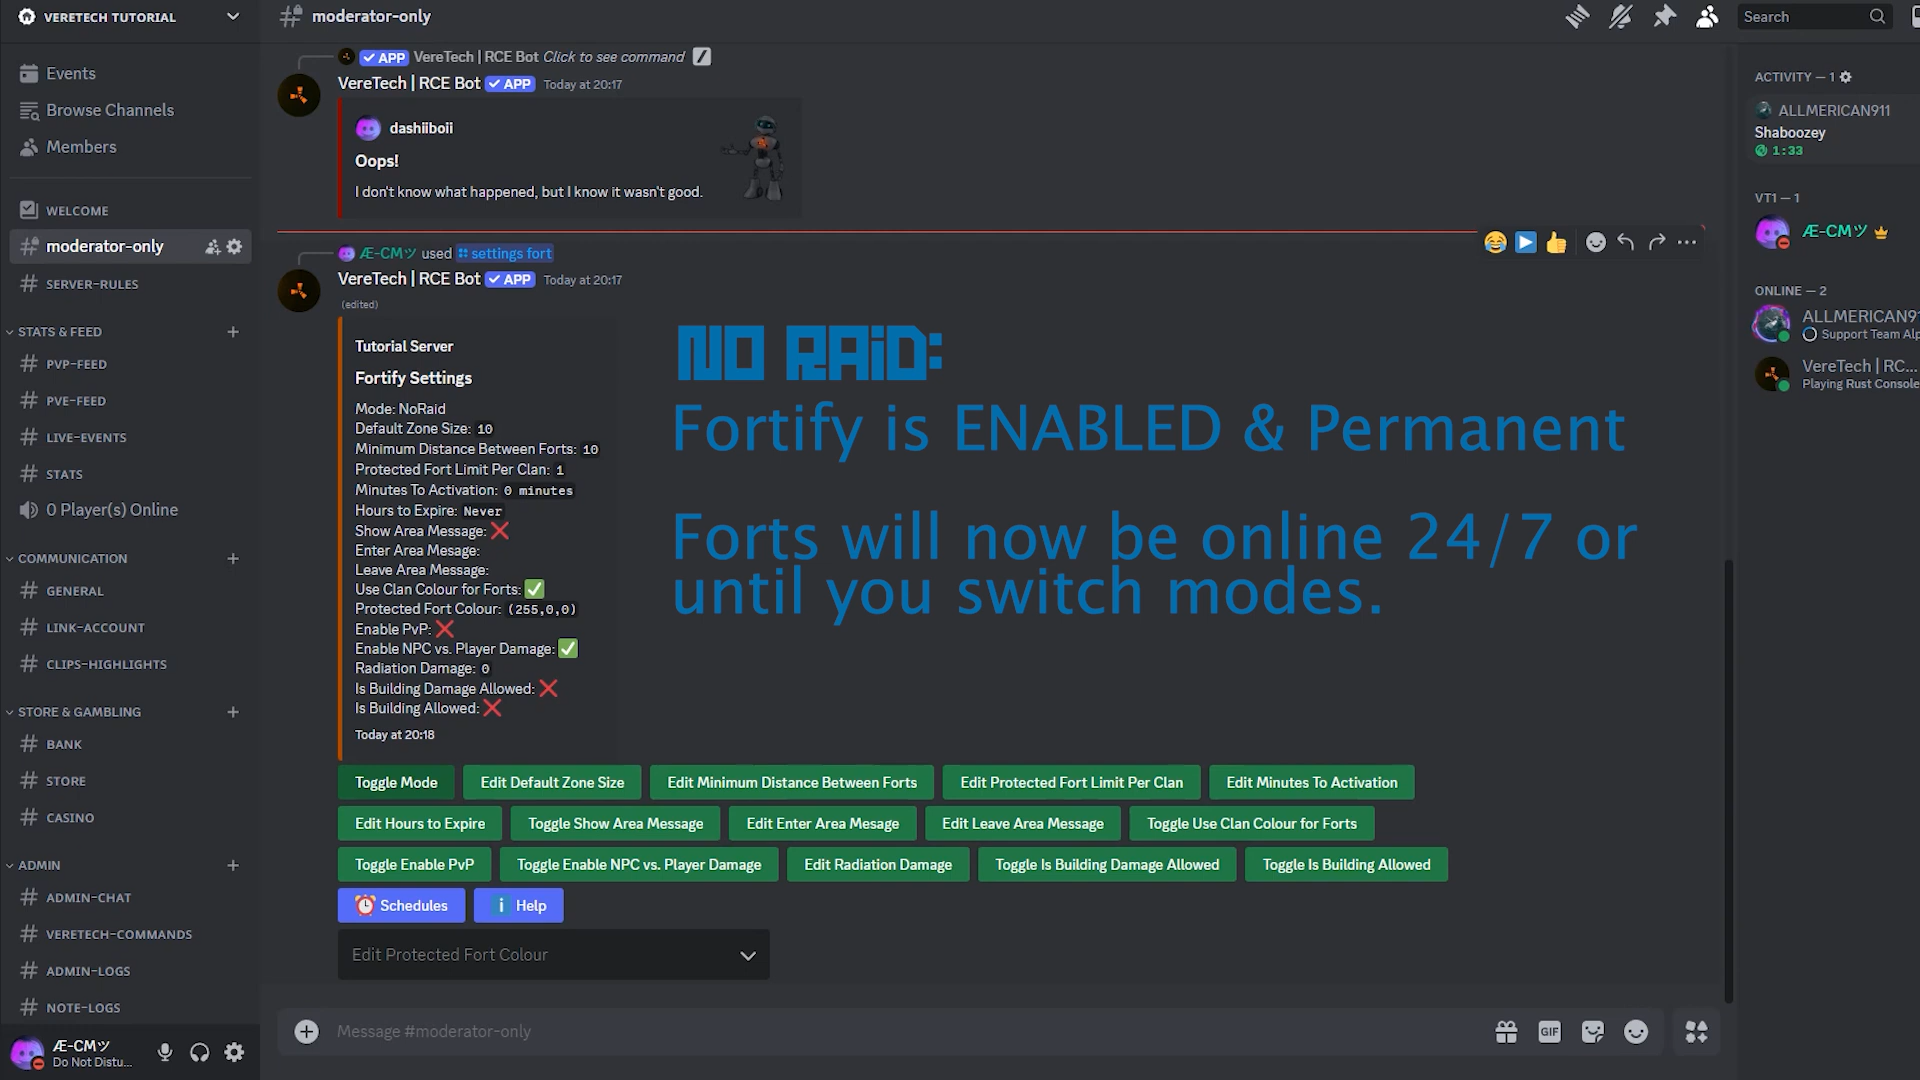 VERETECH TUTORIAL
Events
Browse Channels
Members
WELCOME
moderator-only
SERVER-RULES
STATS & FEED
PVP-FEED
PVE-FEED
LIVE-EVENTS
STATS
0 Player(s) Online
COMMUNICATION
GENERAL
LINK-ACCOUNT
CLIPS-HIGHLIGHTS
STORE & GAMBLING
BANK
STORE
CASINO
ADMIN
ADMIN-CHAT
VERETECH-COMMANDS
ADMIN-LOGS
NOTE-LOGS
Æ-CMツ
Do Not Distu...
moderator-only
Search
APP VereTech | RCE Bot Click to see command
VereTech | RCE Bot APP Today at 20:17
dashiiboii
Oops!
I don't know what happened, but I know it wasn't good.
Æ-CMツ used settings fort
VereTech | RCE Bot APP Today at 20:17
(edited)
Tutorial Server
Fortify Settings
Mode: NoRaid
Default Zone Size: 10
Minimum Distance Between Forts: 10
Protected Fort Limit Per Clan: 1
Minutes To Activation: 0 minutes
Hours to Expire: Never
Show Area Message: ❌
Enter Area Mesage:
Leave Area Message:
Use Clan Colour for Forts: ✅
Protected Fort Colour: (255,0,0)
Enable PvP: ❌
Enable NPC vs. Player Damage: ✅
Radiation Damage: 0
Is Building Damage Allowed: ❌
Is Building Allowed: ❌
Today at 20:18
NO RAiD:
Fortify is ENABLED & Permanent
Forts will now be online 24/7 or
until you switch modes.
Toggle Mode Edit Default Zone Size Edit Minimum Distance Between Forts Edit Protected Fort Limit Per Clan Edit Minutes To Activation
Edit Hours to Expire Toggle Show Area Message Edit Enter Area Mesage Edit Leave Area Message Toggle Use Clan Colour for Forts
Toggle Enable PvP Toggle Enable NPC vs. Player Damage Edit Radiation Damage Toggle Is Building Damage Allowed Toggle Is Building Allowed
Schedules Help
Edit Protected Fort Colour
Message #moderator-only
GIF
ACTIVITY — 1
ALLMERICAN911
Shaboozey
1:33
VT1 — 1
Æ-CMツ
ONLINE — 2
ALLMERICAN91
Support Team Alp
VereTech | RC...
Playing Rust Console